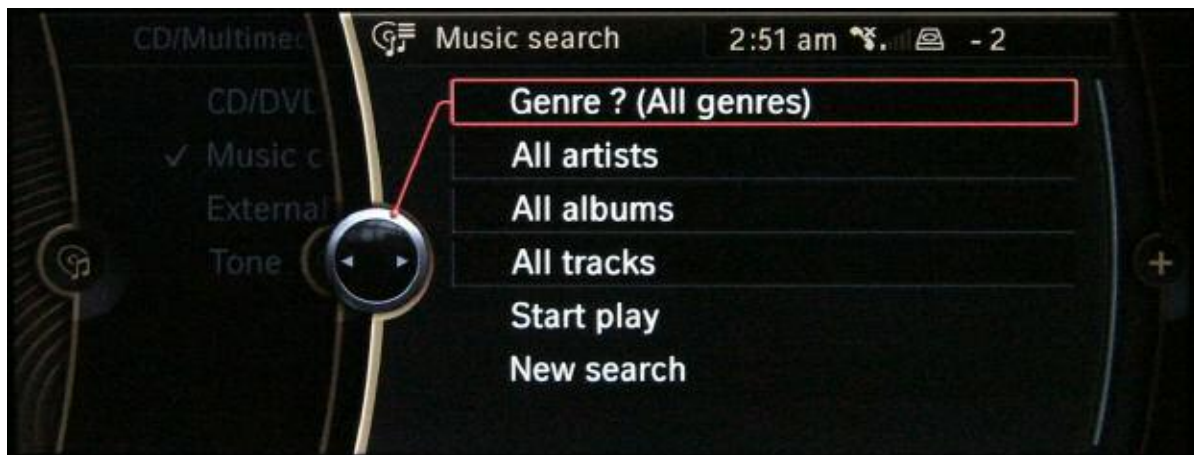 CD/Multimed
Music search 2:51 am - 2
CD/DVD
✓ Music c
External
Tone
Genre ? (All genres)
All artists
All albums
All tracks
Start play
New search